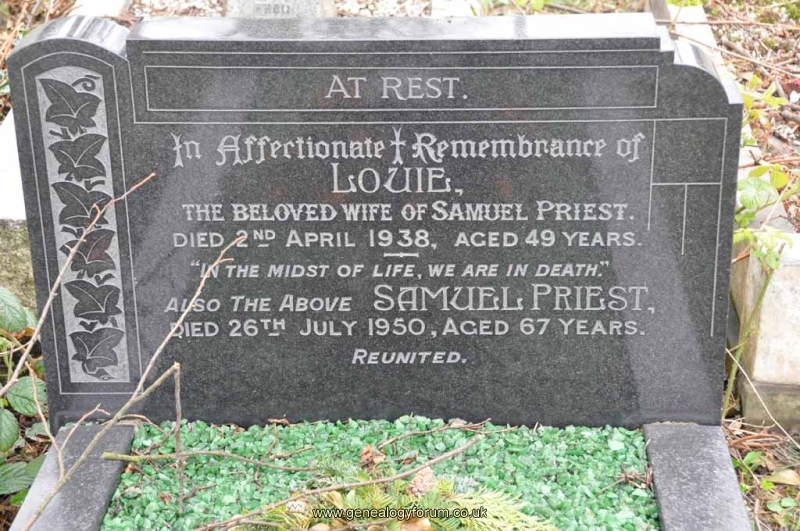 AT REST.
In Affectionate Remembrance of
LOUIE,
THE BELOVED WIFE OF SAMUEL PRIEST.
DIED 2ND APRIL 1938, AGED 49 YEARS.
"IN THE MIDST OF LIFE, WE ARE IN DEATH."
ALSO THE ABOVE SAMUEL PRIEST,
DIED 26TH JULY 1950, AGED 67 YEARS.
REUNITED.
www.genealogyforum.co.uk